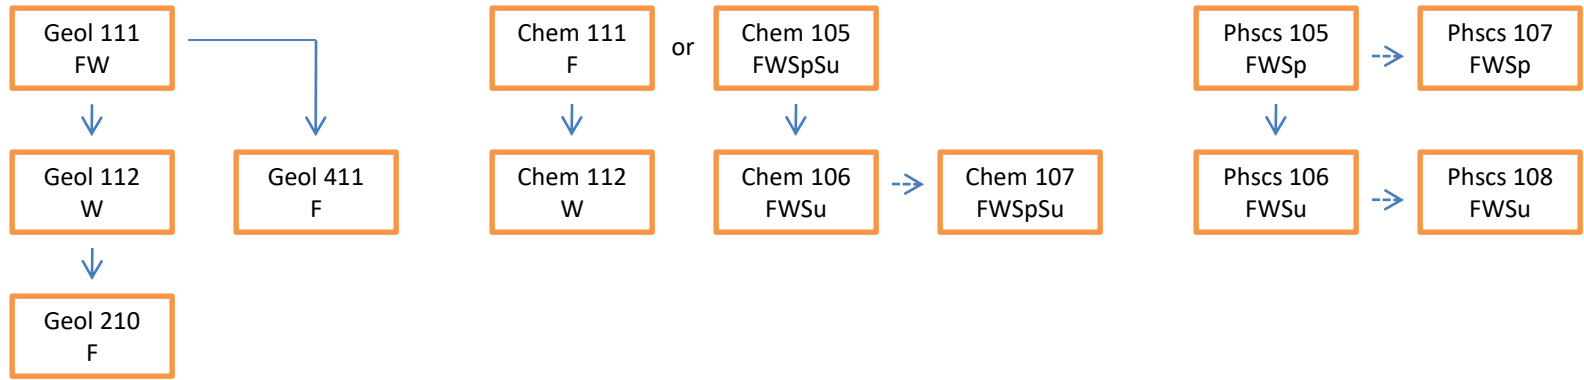 Geol 111
FW
Chem 111
F
or
Chem 105
FWSpSu
Phscs 105
FWSp
Phscs 107
FWSp
Geol 112
W
Geol 411
F
Chem 112
W
Chem 106
FWSu
Chem 107
FWSpSu
Phscs 106
FWSu
Phscs 108
FWSu
Geol 210
F